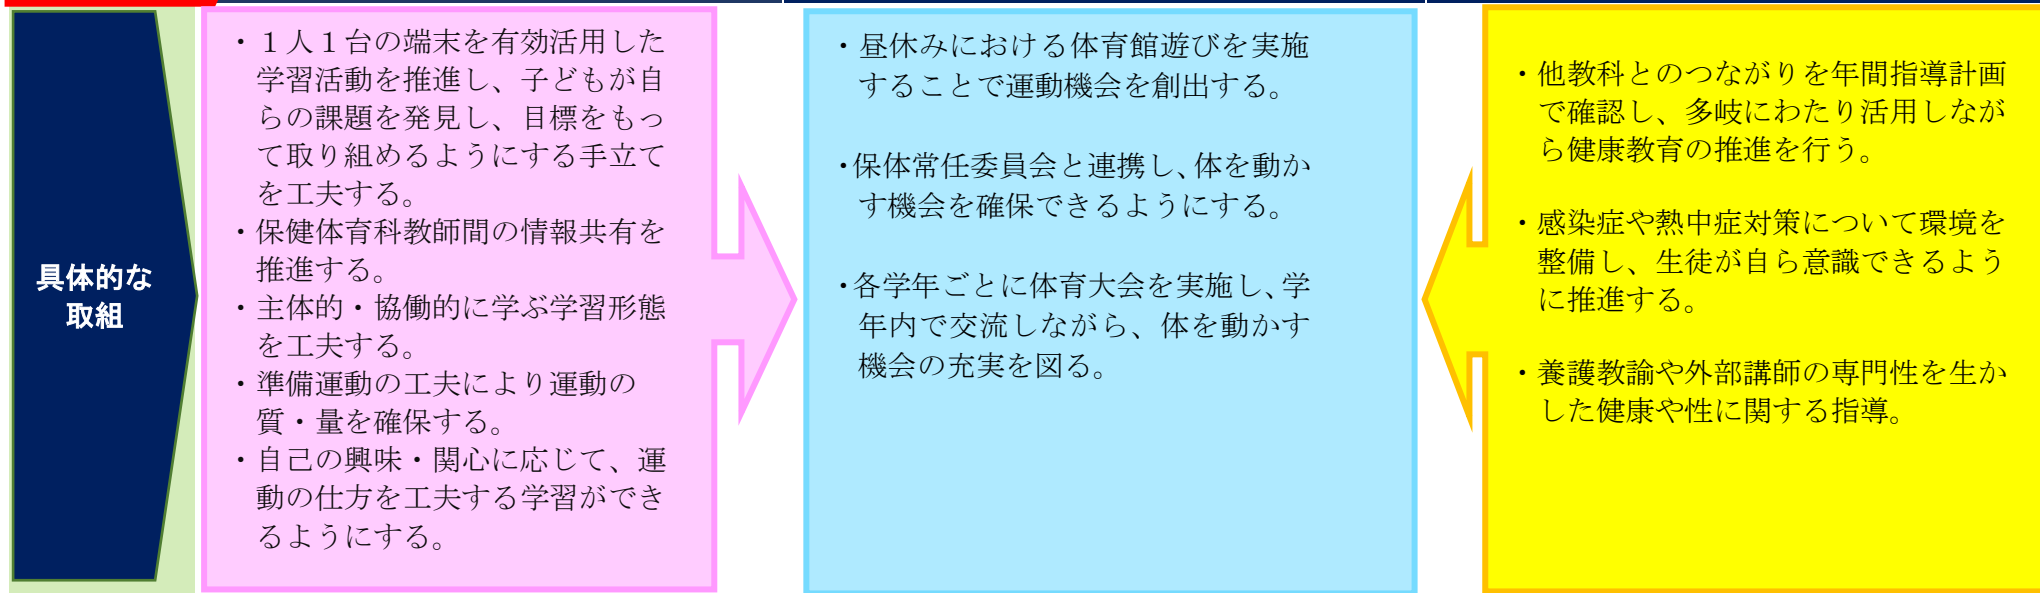 具体的な
取組
・１人１台の端末を有効活用した
学習活動を推進し、子どもが自
らの課題を発見し、目標をもっ
て取り組めるようにする手立て
を工夫する。
・保健体育科教師間の情報共有を
推進する。
・主体的・協働的に学ぶ学習形態
を工夫する。
・準備運動の工夫により運動の
質・量を確保する。
・自己の興味・関心に応じて、運
動の仕方を工夫する学習ができ
るようにする。
・昼休みにおける体育館遊びを実施
することで運動機会を創出する。
・保体常任委員会と連携し、体を動か
す機会を確保できるようにする。
・各学年ごとに体育大会を実施し、学
年内で交流しながら、体を動かす
機会の充実を図る。
・他教科とのつながりを年間指導計画
で確認し、多岐にわたり活用しなが
ら健康教育の推進を行う。
・感染症や熱中症対策について環境を
整備し、生徒が自ら意識できるよう
に推進する。
・養護教諭や外部講師の専門性を生か
した健康や性に関する指導。